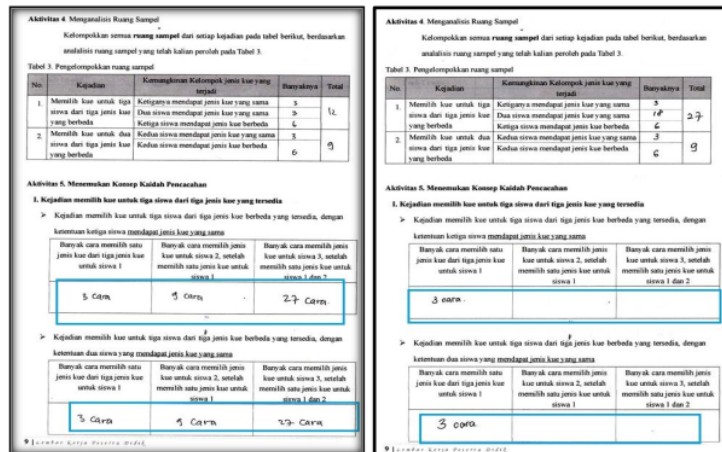 Aktivitas 4. Menganalisis Ruang Sampel
Kelompokkan semua ruang sampel dari setiap kejadian pada tabel berikut, berdasarkan
analalisis ruang sampel yang telah kalian peroleh pada Tabel 3.
Tabel 3. Pengelompokkan ruang sampel
No. Kejadian Kemungkinan Kelompok jenis kue yang terjadi Banyaknya Total
1. Memilih kue untuk tiga siswa dari tiga jenis kue yang berbeda
Ketiganya mendapat jenis kue yang sama 3
Dua siswa mendapat jenis kue yang sama 3
Ketiga siswa mendapat jenis kue berbeda 6
12
2. Memilih kue untuk dua siswa dari tiga jenis kue yang berbeda
Kedua siswa mendapat jenis kue yang sama 3
Kedua siswa mendapat jenis kue berbeda 6
9
Aktivitas 5. Menemukan Konsep Kaidah Pencacahan
1. Kejadian memilih kue untuk tiga siswa dari tiga jenis kue yang tersedia
➤ Kejadian memilih kue untuk tiga siswa dari tiga jenis kue berbeda yang tersedia, dengan
ketentuan ketiga siswa mendapat jenis kue yang sama
Banyak cara memilih satu jenis kue dari tiga jenis kue untuk siswa 1
Banyak cara memilih jenis kue untuk siswa 2, setelah memilih satu jenis kue untuk siswa 1
Banyak cara memilih jenis kue untuk siswa 3, setelah memilih satu jenis kue untuk siswa 1 dan 2
3 cara 9 cara 27 cara
➤ Kejadian memilih kue untuk tiga siswa dari tiga jenis kue berbeda yang tersedia, dengan
ketentuan dua siswa yang mendapat jenis kue yang sama
Banyak cara memilih satu jenis kue dari tiga jenis kue untuk siswa 1
Banyak cara memilih jenis kue untuk siswa 2, setelah memilih satu jenis kue untuk siswa 1
Banyak cara memilih jenis kue untuk siswa 3, setelah memilih satu jenis kue untuk siswa 1 dan 2
3 cara 9 cara 27 cara
9 | Lembar Kerja Peserta Didik
Aktivitas 4. Menganalisis Ruang Sampel
Kelompokkan semua ruang sampel dari setiap kejadian pada tabel berikut, berdasarkan
analalisis ruang sampel yang telah kalian peroleh pada Tabel 3.
Tabel 3. Pengelompokkan ruang sampel
No. Kejadian Kemungkinan Kelompok jenis kue yang terjadi Banyaknya Total
1. Memilih kue untuk tiga siswa dari tiga jenis kue yang berbeda
Ketiganya mendapat jenis kue yang sama 3
Dua siswa mendapat jenis kue yang sama 18
Ketiga siswa mendapat jenis kue berbeda 6
27
2. Memilih kue untuk dua siswa dari tiga jenis kue yang berbeda
Kedua siswa mendapat jenis kue yang sama 3
Kedua siswa mendapat jenis kue berbeda 6
9
Aktivitas 5. Menemukan Konsep Kaidah Pencacahan
1. Kejadian memilih kue untuk tiga siswa dari tiga jenis kue yang tersedia
➤ Kejadian memilih kue untuk tiga siswa dari tiga jenis kue berbeda yang tersedia, dengan
ketentuan ketiga siswa mendapat jenis kue yang sama
Banyak cara memilih satu jenis kue dari tiga jenis kue untuk siswa 1
Banyak cara memilih jenis kue untuk siswa 2, setelah memilih satu jenis kue untuk siswa 1
Banyak cara memilih jenis kue untuk siswa 3, setelah memilih satu jenis kue untuk siswa 1 dan 2
3 cara.
➤ Kejadian memilih kue untuk tiga siswa dari tiga jenis kue berbeda yang tersedia, dengan
ketentuan dua siswa yang mendapat jenis kue yang sama
Banyak cara memilih satu jenis kue dari tiga jenis kue untuk siswa 1
Banyak cara memilih jenis kue untuk siswa 2, setelah memilih satu jenis kue untuk siswa 1
Banyak cara memilih jenis kue untuk siswa 3, setelah memilih satu jenis kue untuk siswa 1 dan 2
3 cara
9 | Lembar Kerja Peserta Didik